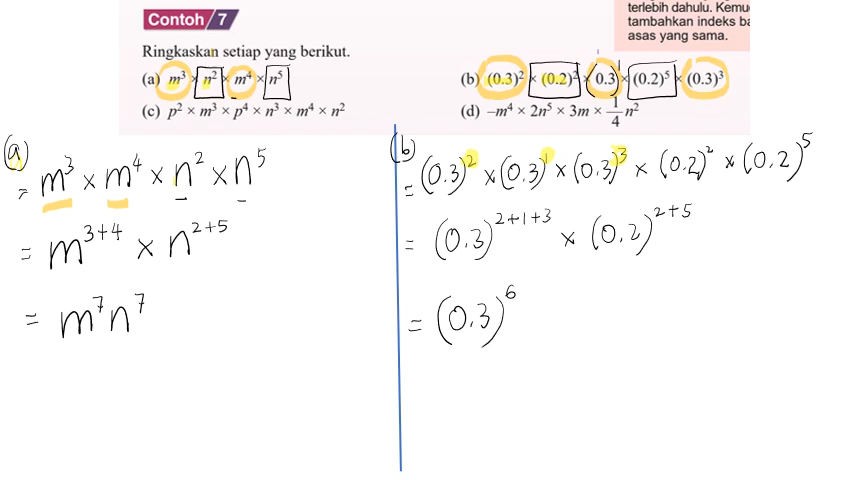 terlebih dahulu. Kemu
tambahkan indeks ba
asas yang sama.
Contoh 7
Ringkaskan setiap yang berikut.
(a) m³ × n² × m⁴ × n⁵
(b) (0.3)² × (0.2)² × (0.3)¹ × (0.2)⁵ × (0.3)³
(c) p² × m³ × p⁴ × n³ × m⁴ × n²
(d) –m⁴ × 2n⁵ × 3m × 1/4 n²
(a)
= m³ × m⁴ × n² × n⁵
= m³⁺⁴ × n²⁺⁵
= m⁷n⁷
(b)
= (0.3)² × (0.3)¹ × (0.3)³ × (0.2)² × (0.2)⁵
= (0.3)²⁺¹⁺³ × (0.2)²⁺⁵
= (0.3)⁶